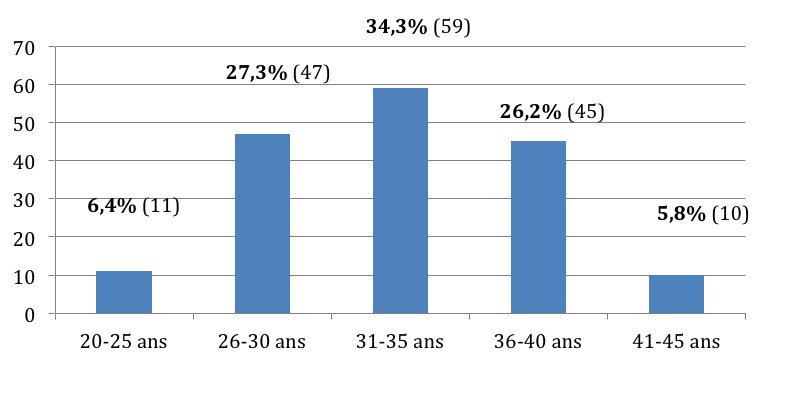 34,3% (59)
70
27,3% (47)
60
26,2% (45)
50
40
30
6,4% (11)
5,8% (10)
20
10
0
20-25 ans
26-30 ans
31-35 ans
36-40 ans
41-45 ans